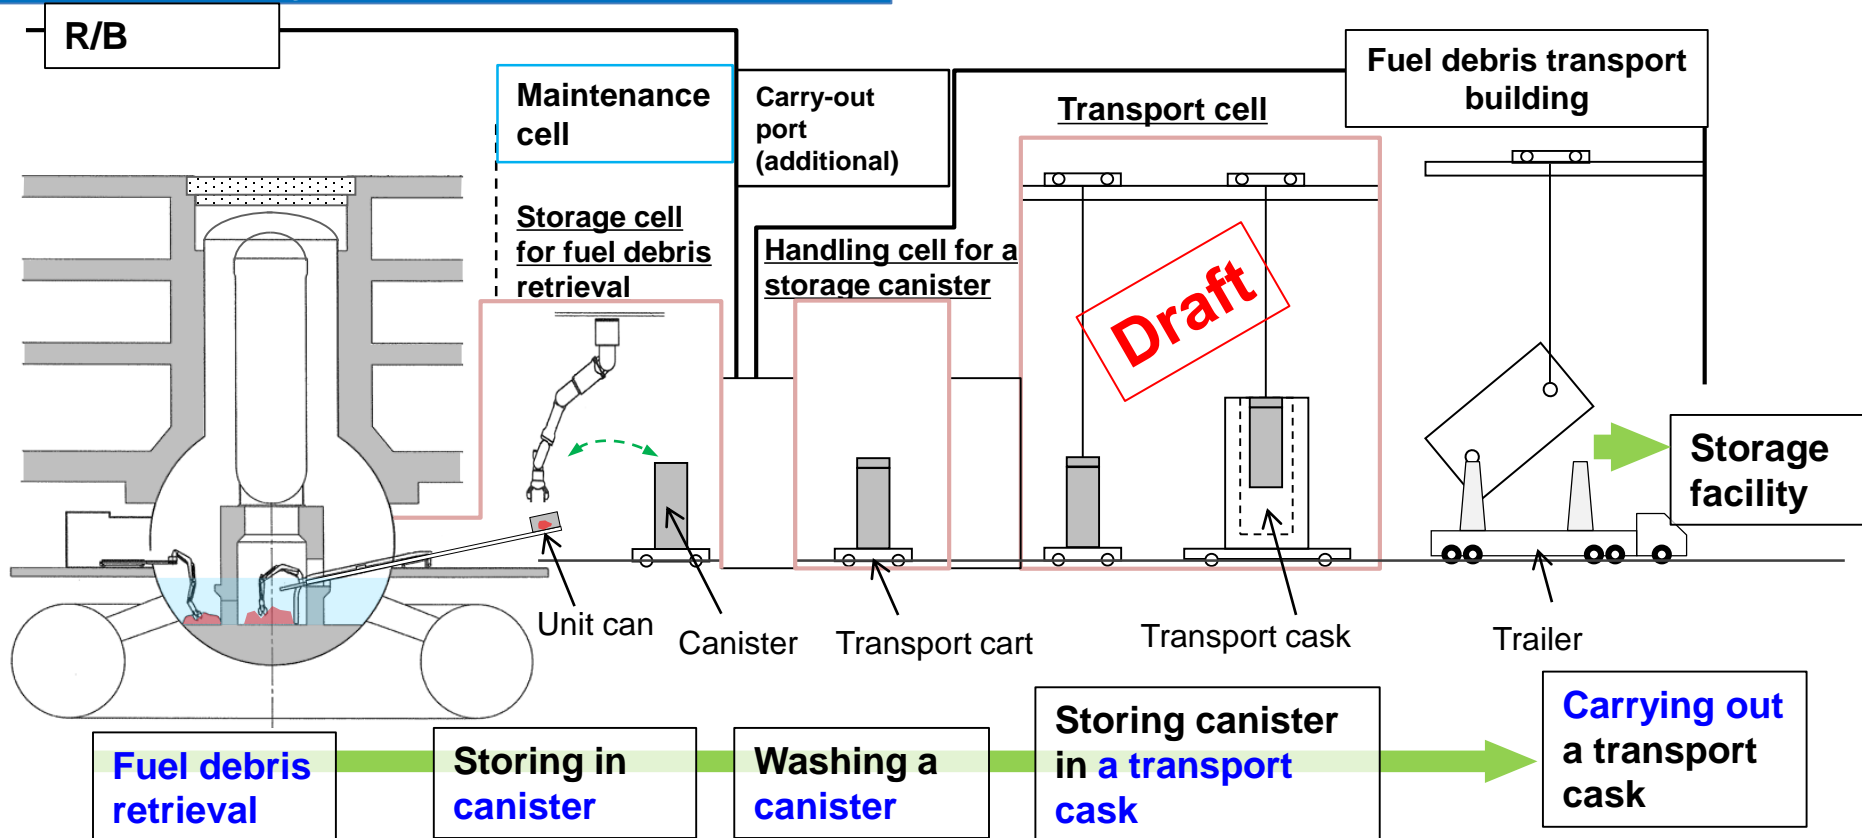 R/B
Maintenance
cell
Carry-out
port
(additional)
Fuel debris transport
building
Transport cell
Storage cell
for fuel debris
retrieval
Handling cell for a
storage canister
Draft
Storage
facility
Unit can
Canister
Transport cart
Transport cask
Trailer
Fuel debris
retrieval
Storing in
canister
Washing a
canister
Storing canister
in a transport
cask
Carrying out
a transport
cask